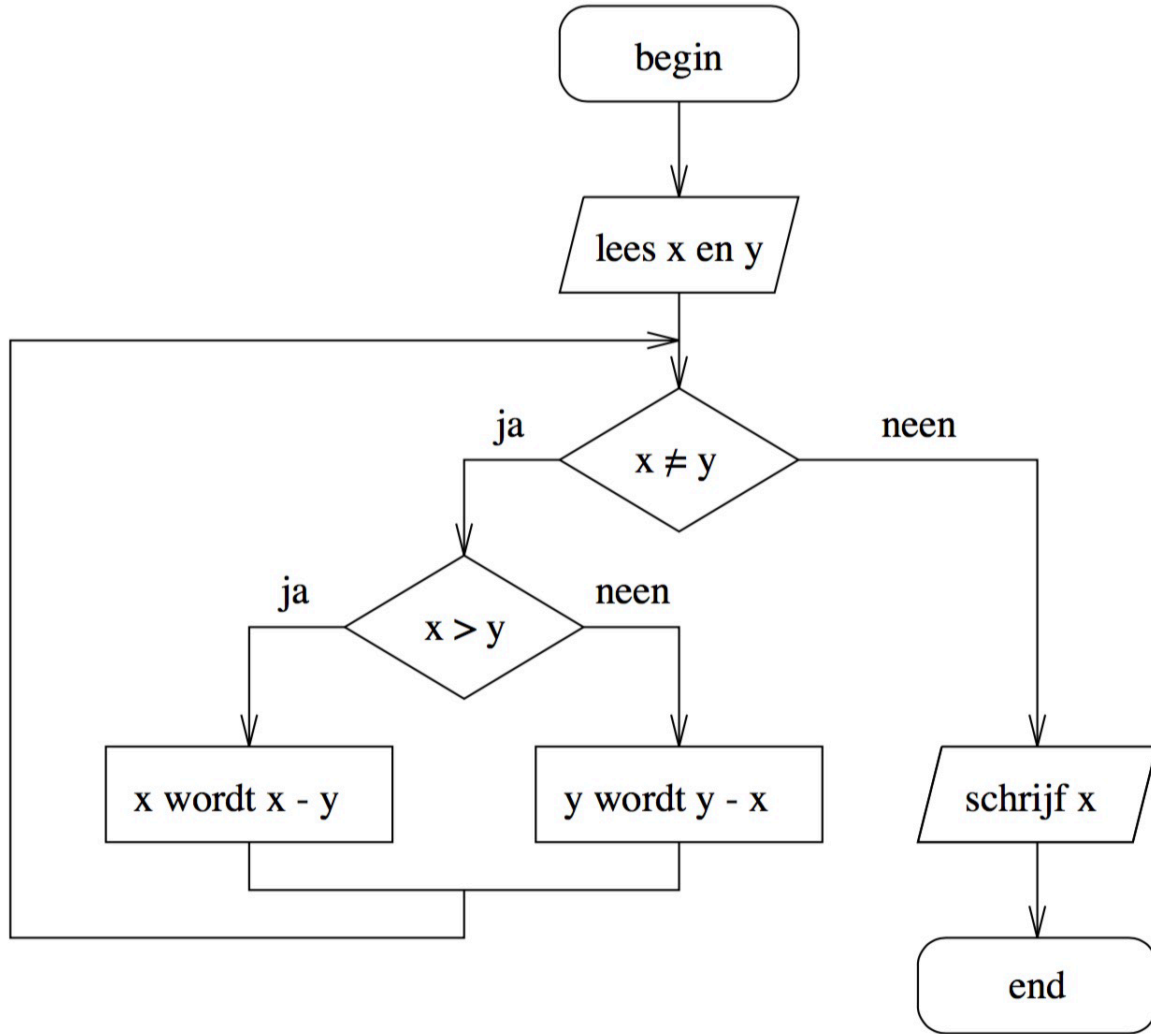 begin
lees x en y
ja
x ≠ y
neen
ja
x > y
neen
x wordt x - y
y wordt y - x
schrijf x
end